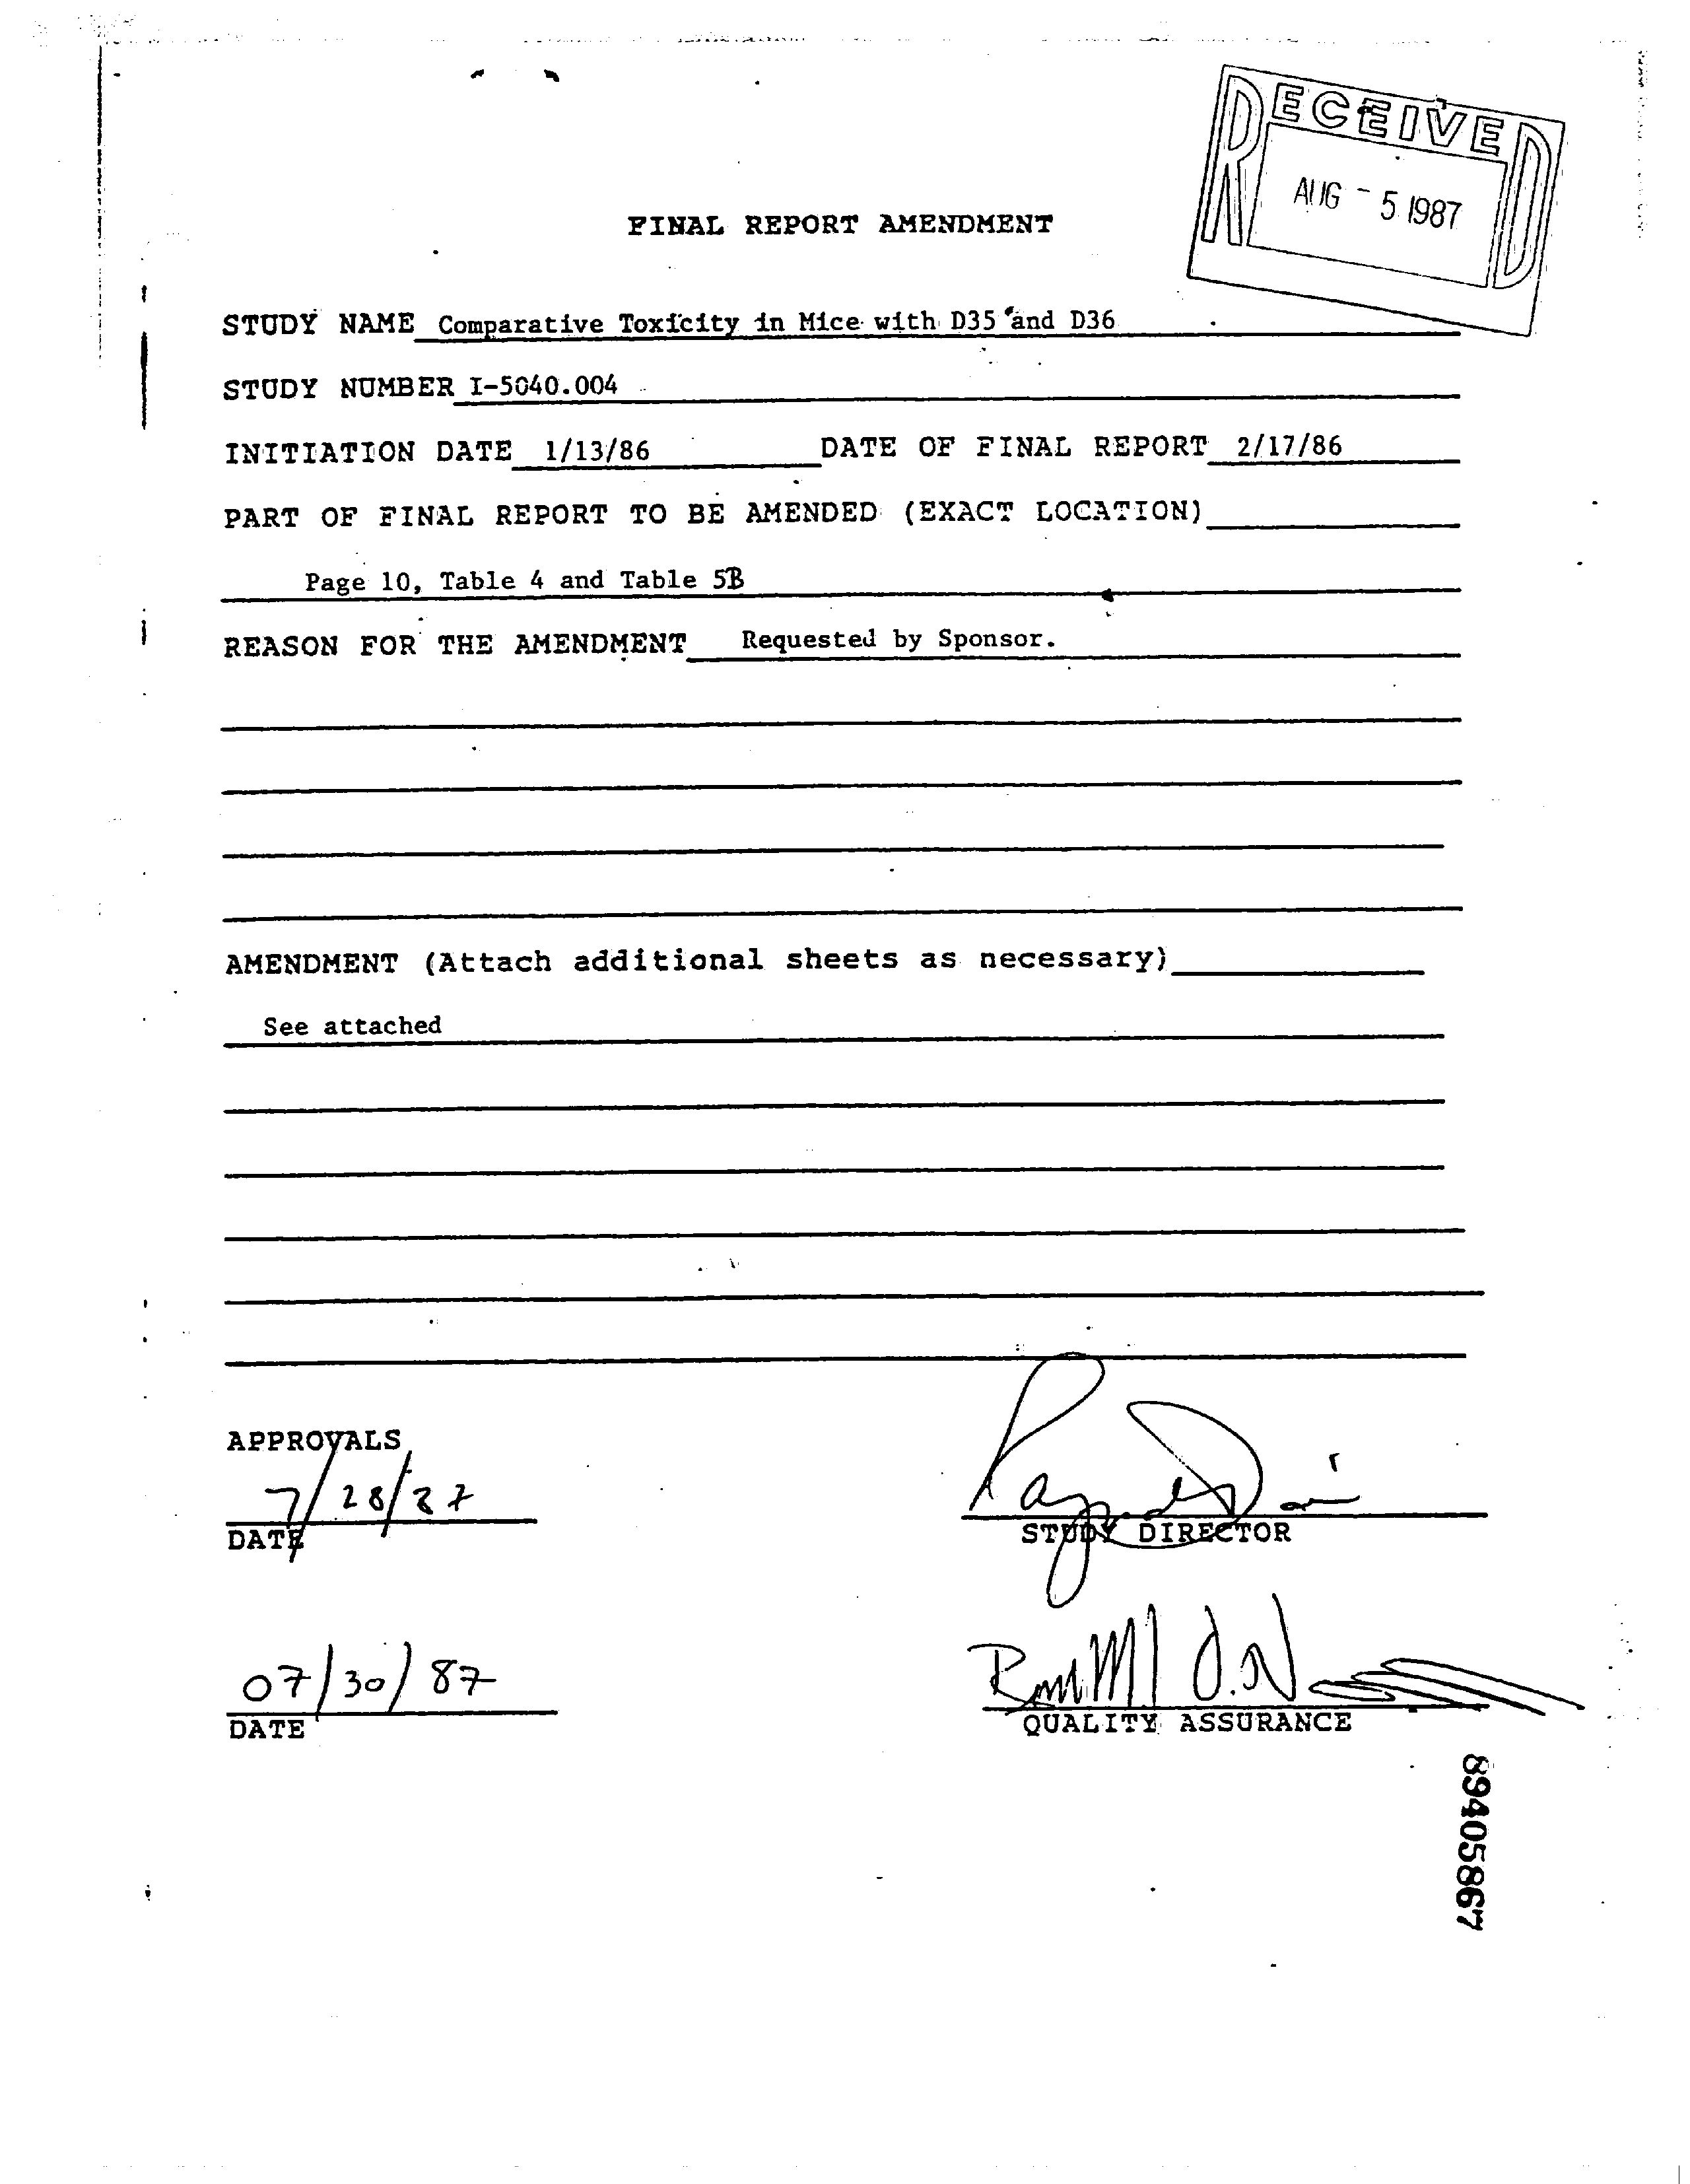 RECEIVED
AUG - 5 1987
FINAL REPORT AMENDMENT
STUDY NAME Comparative Toxicity in Mice with D35 and D36
STUDY NUMBER I-5040.004
INITIATION DATE 1/13/86 DATE OF FINAL REPORT 2/17/86
PART OF FINAL REPORT TO BE AMENDED (EXACT LOCATION)
Page 10, Table 4 and Table 5B
REASON FOR THE AMENDMENT Requested by Sponsor.
AMENDMENT (Attach additional sheets as necessary)
See attached
APPROVALS
7/28/87
DATE STUDY DIRECTOR
07/30/87
DATE QUALITY ASSURANCE
89405867